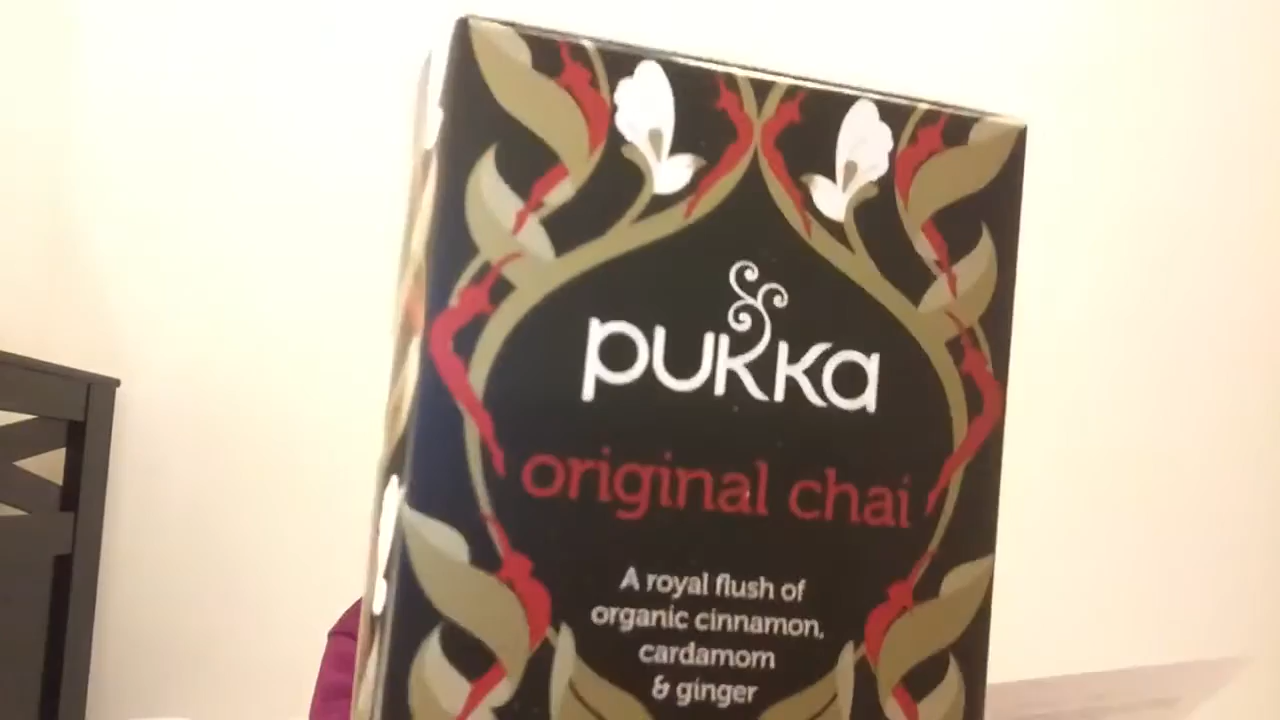 pukka
original chai
A royal flush of
organic cinnamon,
cardamom
& ginger